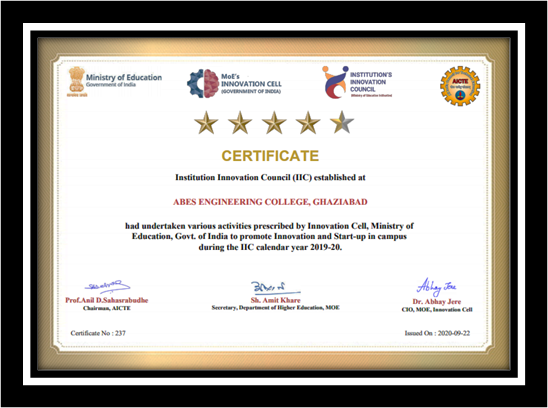 Ministry of Education
Government of India
MoE's
INNOVATION CELL
(GOVERNMENT OF INDIA)
INSTITUTION'S
INNOVATION
COUNCIL
(Ministry of Education Initiative)
AICTE
CERTIFICATE
Institution Innovation Council (IIC) established at
ABES ENGINEERING COLLEGE, GHAZIABAD
had undertaken various activities prescribed by Innovation Cell, Ministry of
Education, Govt. of India to promote Innovation and Start-up in campus
during the IIC calendar year 2019-20.
Abhay Jere
Prof.Anil D.Sahasrabudhe
Chairman, AICTE
Sh. Amit Khare
Secretary, Department of Higher Education, MOE
Dr. Abhay Jere
CIO, MOE, Innovation Cell
Certificate No : 237
Issued On : 2020-09-22